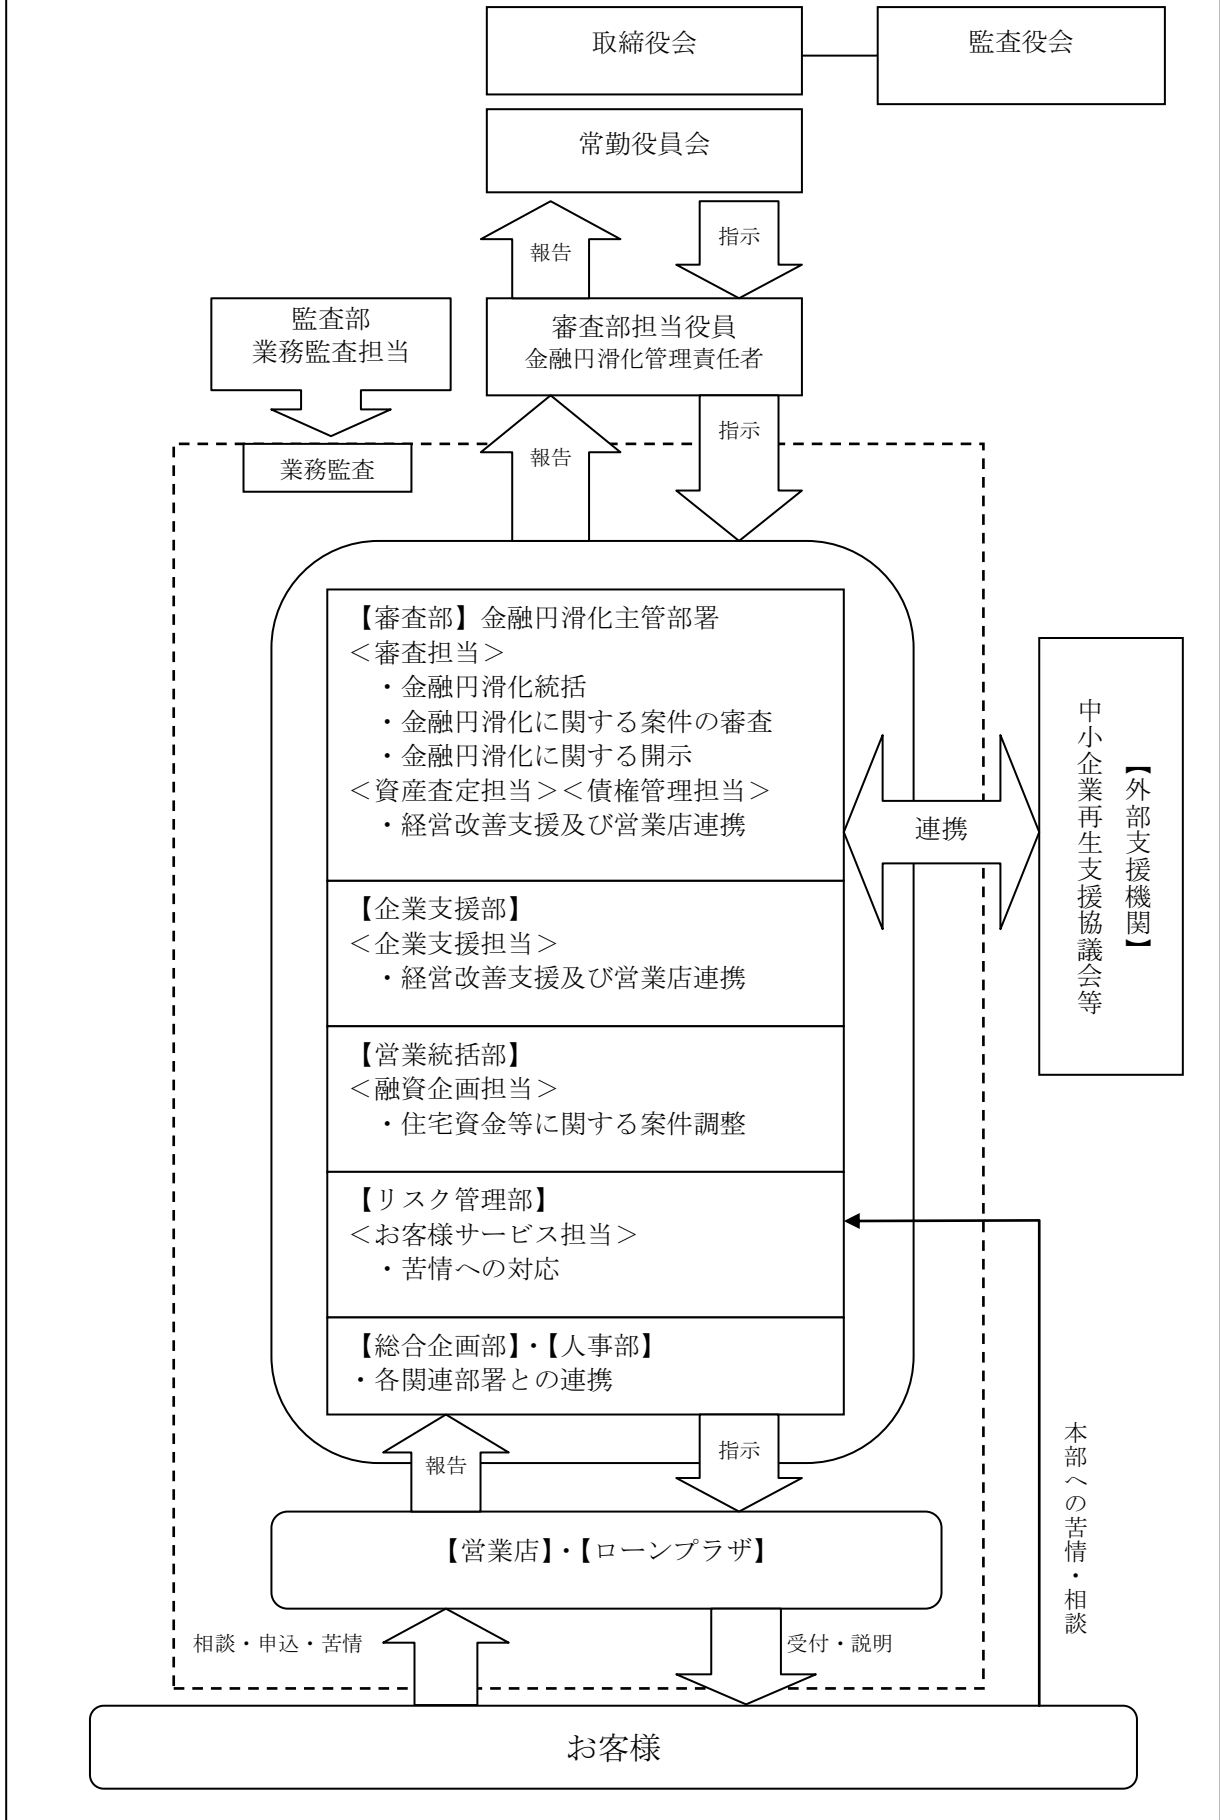 取締役会
監査役会
常勤役員会
報告
指示
監査部
業務監査担当
審査部担当役員
金融円滑化管理責任者
業務監査
報告
指示
【審査部】金融円滑化主管部署
＜審査担当＞
・金融円滑化統括
・金融円滑化に関する案件の審査
・金融円滑化に関する開示
＜資産査定担当＞＜債権管理担当＞
・経営改善支援及び営業店連携
連携
【外部支援機関】
中小企業再生支援協議会等
【企業支援部】
＜企業支援担当＞
・経営改善支援及び営業店連携
【営業統括部】
＜融資企画担当＞
・住宅資金等に関する案件調整
【リスク管理部】
＜お客様サービス担当＞
・苦情への対応
【総合企画部】・【人事部】
・各関連部署との連携
報告
指示
本部への苦情・相談
【営業店】・【ローンプラザ】
相談・申込・苦情
受付・説明
お客様